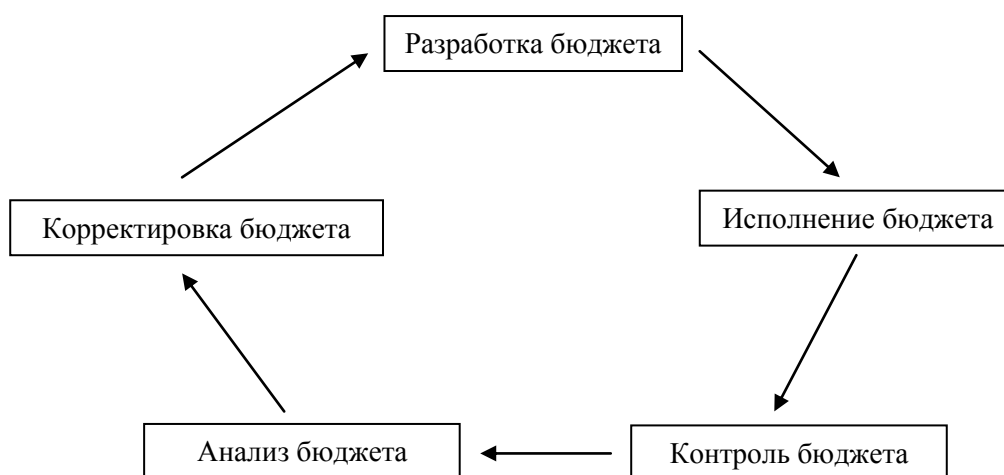 Разработка бюджета
Исполнение бюджета
Контроль бюджета
Анализ бюджета
Корректировка бюджета